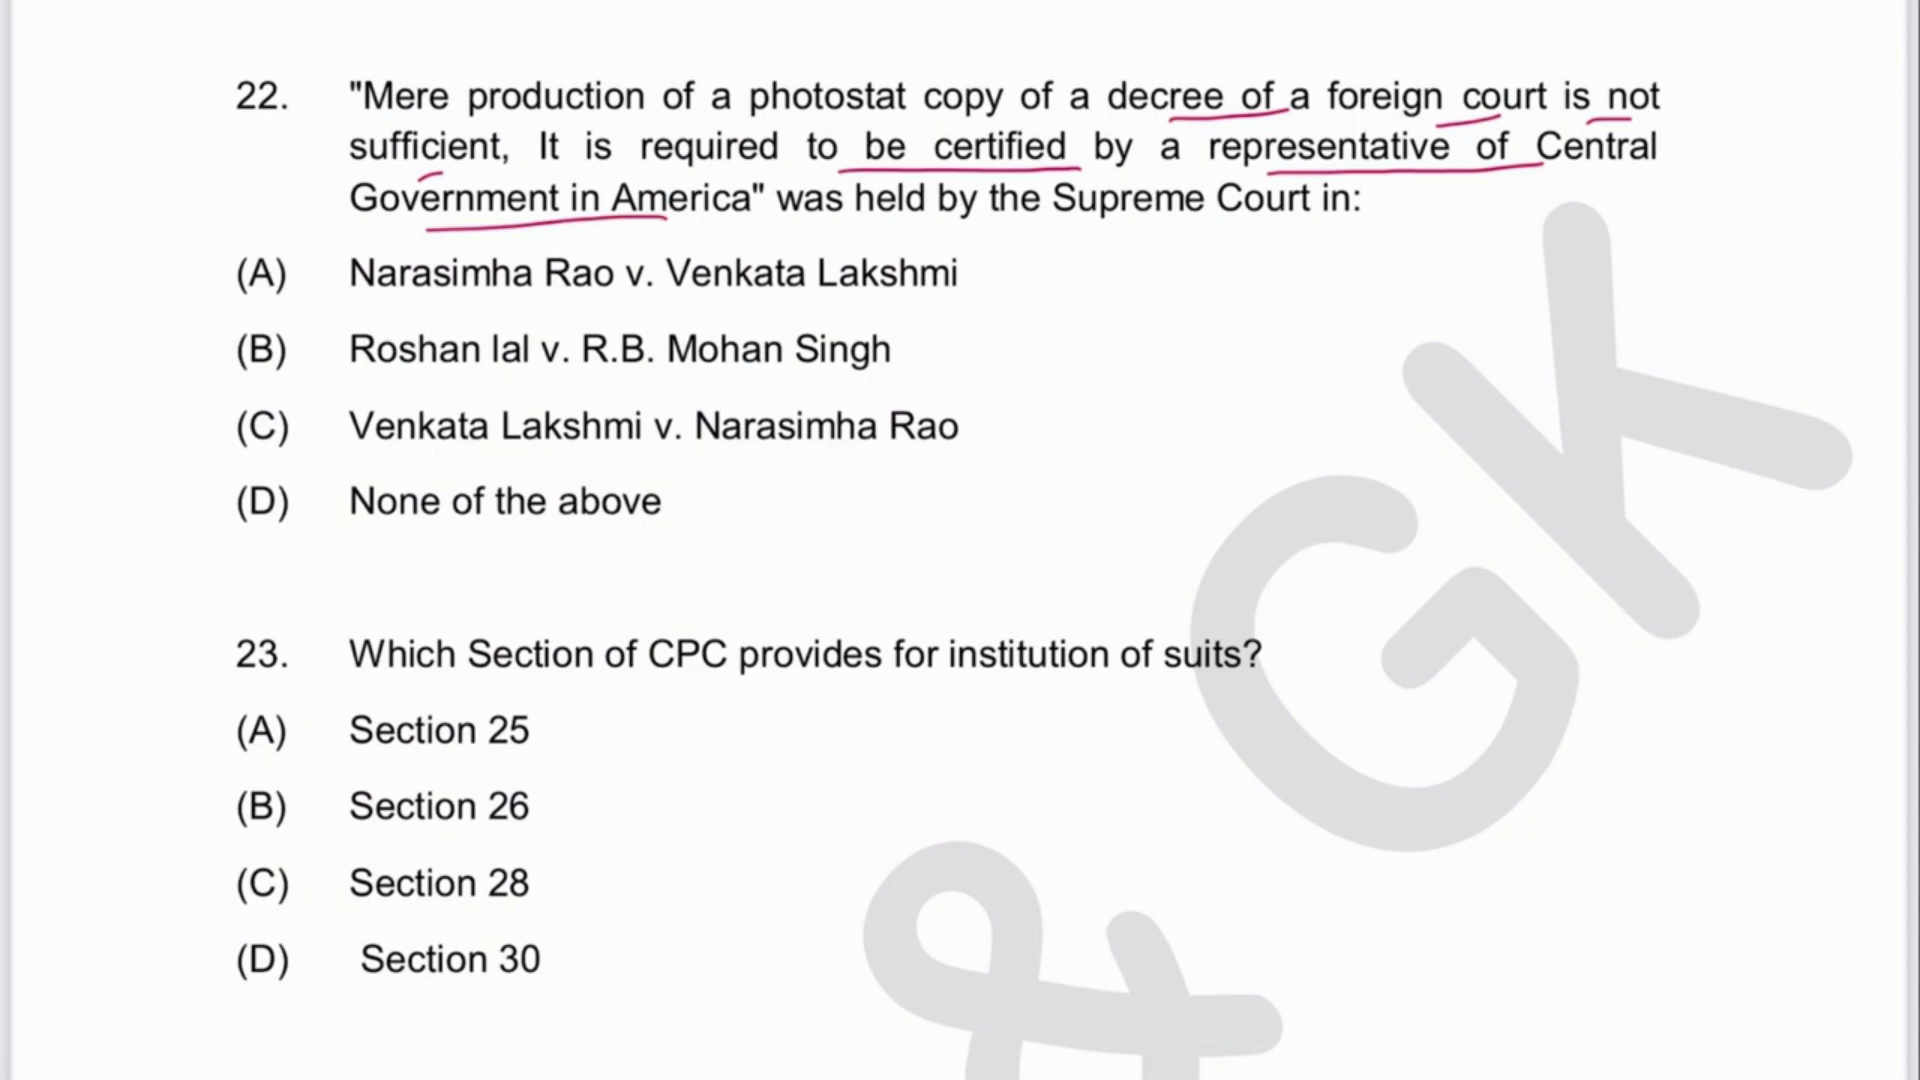 22. "Mere production of a photostat copy of a decree of a foreign court is not
sufficient, It is required to be certified by a representative of Central
Government in America" was held by the Supreme Court in:
(A) Narasimha Rao v. Venkata Lakshmi
(B) Roshan lal v. R.B. Mohan Singh
(C) Venkata Lakshmi v. Narasimha Rao
(D) None of the above
23. Which Section of CPC provides for institution of suits?
(A) Section 25
(B) Section 26
(C) Section 28
(D) Section 30
& GK